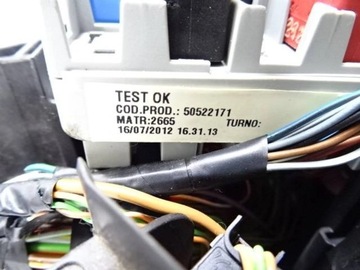 TEST OK
COD.PROD.: 50522171
MATR:2665 TURNO:
16/07/2012 16.31.13